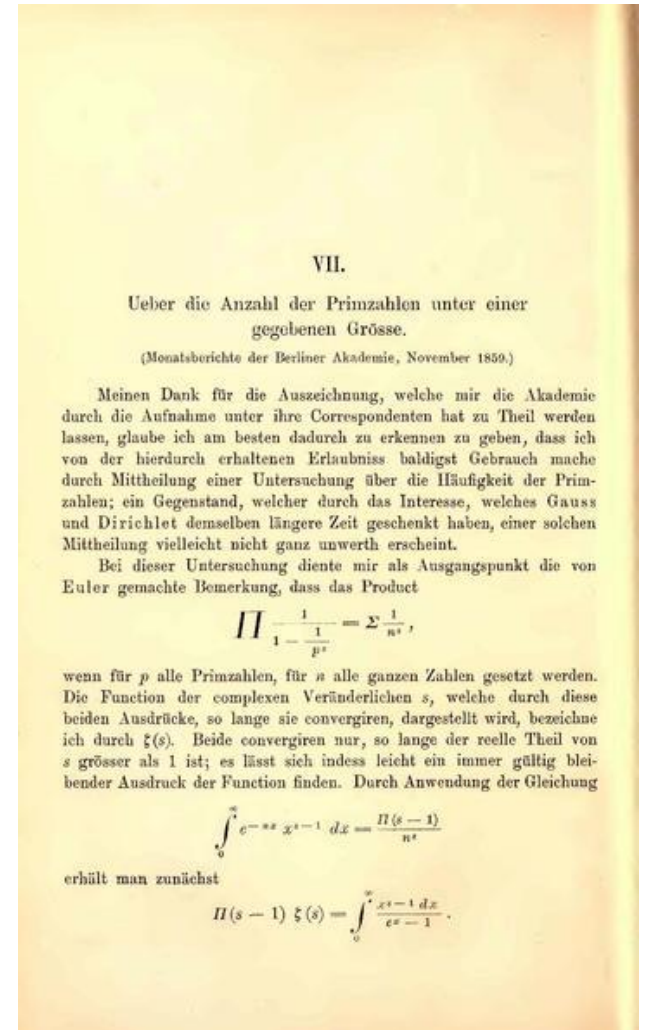 VII.
Ueber die Anzahl der Primzahlen unter einer
gegebenen Grösse.
(Monatsberichte der Berliner Akademie, November 1859.)
Meinen Dank für die Auszeichnung, welche mir die Akademie
durch die Aufnahme unter ihre Correspondenten hat zu Theil werden
lassen, glaube ich am besten dadurch zu erkennen zu geben, dass ich
von der hierdurch erhaltenen Erlaubniss baldigst Gebrauch mache
durch Mittheilung einer Untersuchung über die Häufigkeit der Prim-
zahlen; ein Gegenstand, welcher durch das Interesse, welches Gauss
und Dirichlet demselben längere Zeit geschenkt haben, einer solchen
Mittheilung vielleicht nicht ganz unwerth erscheint.
Bei dieser Untersuchung diente mir als Ausgangspunkt die von
Euler gemachte Bemerkung, dass das Product
∏ 1/(1 − 1/pˢ) = Σ 1/nˢ,
wenn für p alle Primzahlen, für n alle ganzen Zahlen gesetzt werden.
Die Function der complexen Veränderlichen s, welche durch diese
beiden Ausdrücke, so lange sie convergiren, dargestellt wird, bezeichne
ich durch ζ(s). Beide convergiren nur, so lange der reelle Theil von
s grösser als 1 ist; es lässt sich indess leicht ein immer gültig blei-
bender Ausdruck der Function finden. Durch Anwendung der Gleichung
∫₀^∞ e^(−nx) x^(s−1) dx = Π(s − 1)/nˢ
erhält man zunächst
Π(s − 1) ζ(s) = ∫₀^∞ x^(s−1) dx/(eˣ − 1).